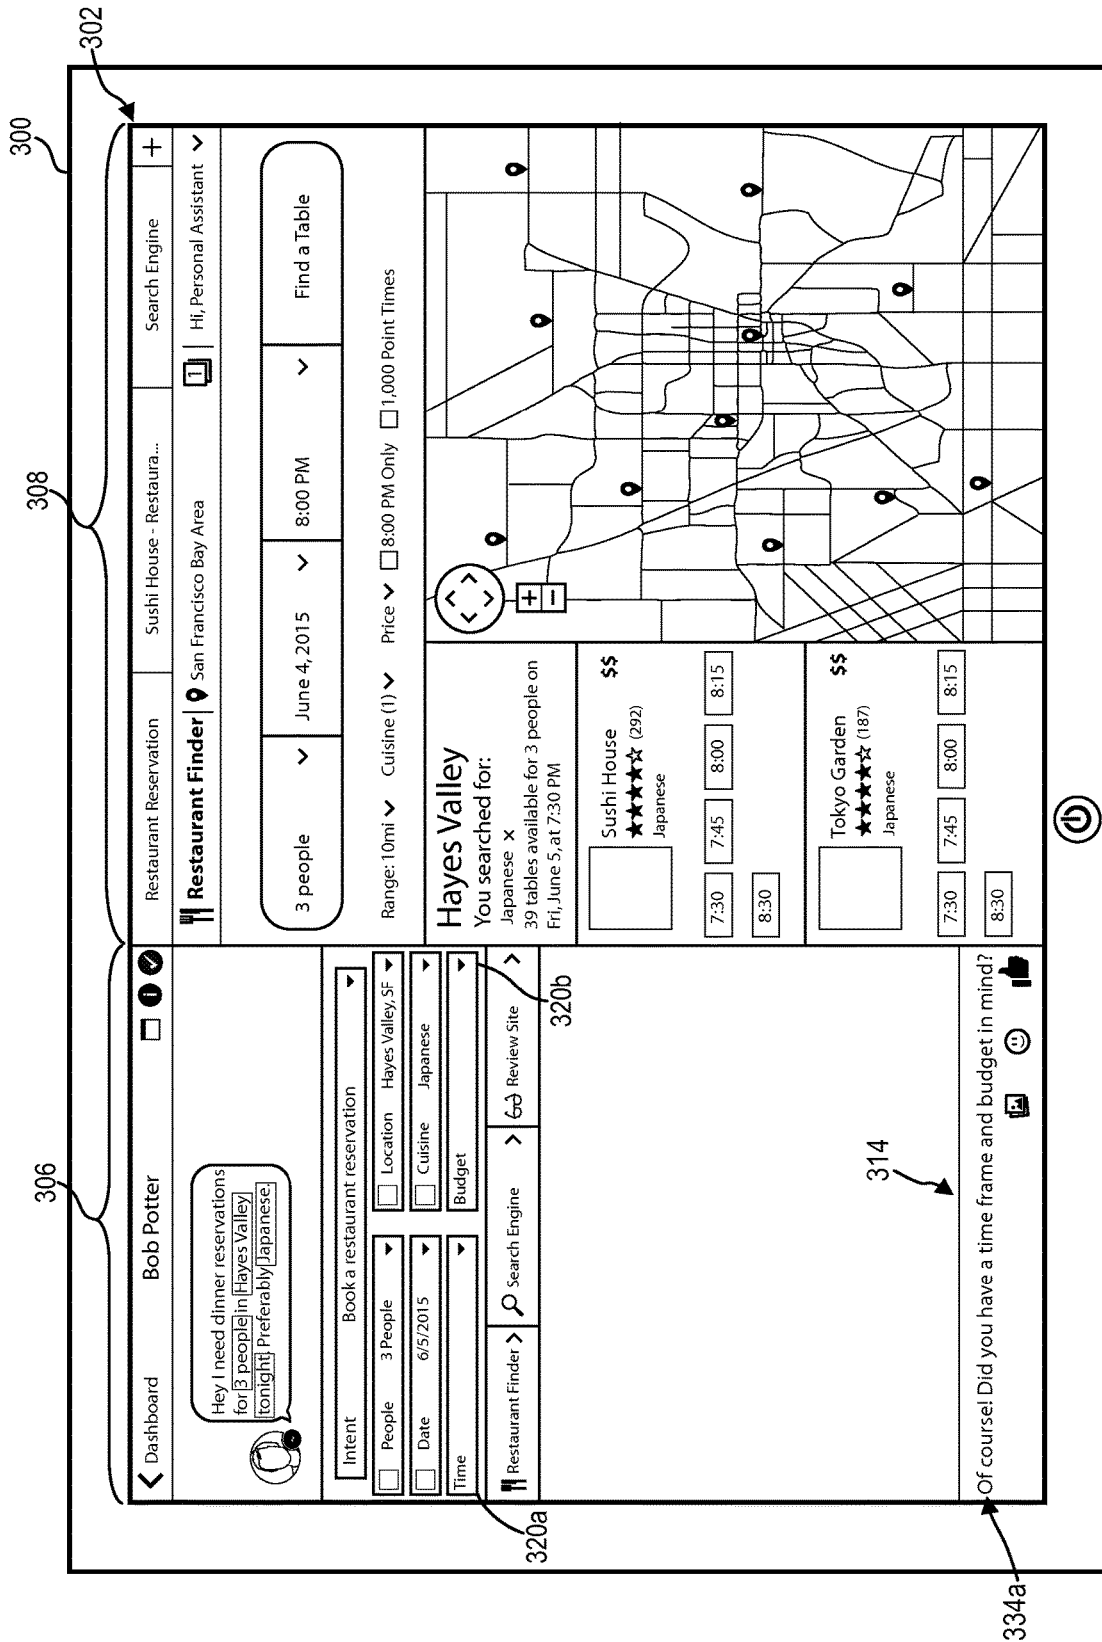 300
302
306
308
Dashboard
Bob Potter
Hey I need dinner reservations
for 3 people in Hayes Valley
tonight. Preferably Japanese.
Intent Book a restaurant reservation
People 3 People
Location Hayes Valley, SF
Date 6/5/2015
Cuisine Japanese
Time
Budget
320a
320b
Restaurant Finder
Search Engine
Review Site
314
Of course! Did you have a time frame and budget in mind?
334a
Restaurant Reservation
Sushi House - Restaura...
Search Engine
+
Restaurant Finder
San Francisco Bay Area
1
Hi, Personal Assistant
3 people
June 4, 2015
8:00 PM
Find a Table
Range: 10mi Cuisine (1) Price 8:00 PM Only 1,000 Point Times
Hayes Valley
You searched for:
Japanese ×
39 tables available for 3 people on
Fri, June 5, at 7:30 PM
Sushi House $$
(292)
Japanese
7:30 7:45 8:00 8:15
8:30
Tokyo Garden $$
(187)
Japanese
7:30 7:45 8:00 8:15
8:30
+
−